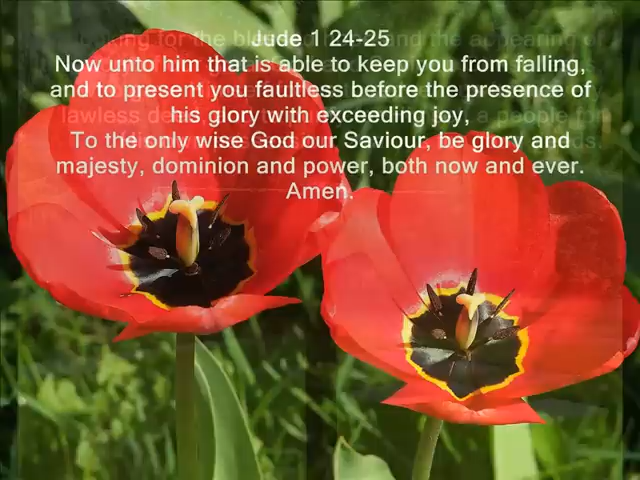 Jude 1 24-25
Now unto him that is able to keep you from falling,
and to present you faultless before the presence of
his glory with exceeding joy,
To the only wise God our Saviour, be glory and
majesty, dominion and power, both now and ever.
Amen.